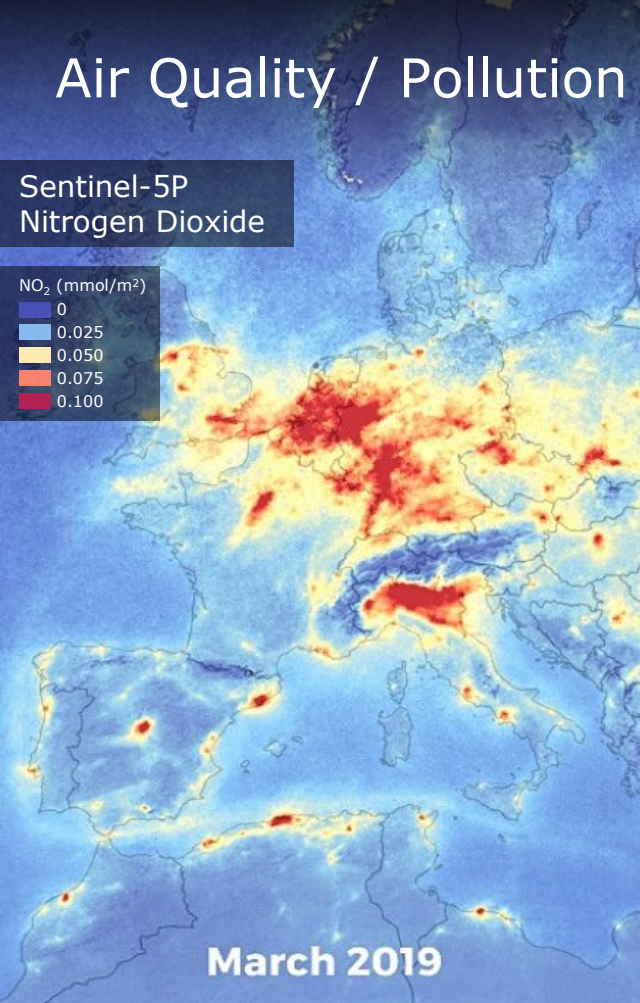 Air Quality / Pollution
Sentinel-5P
Nitrogen Dioxide
NO₂ (mmol/m²)
0
0.025
0.050
0.075
0.100
March 2019